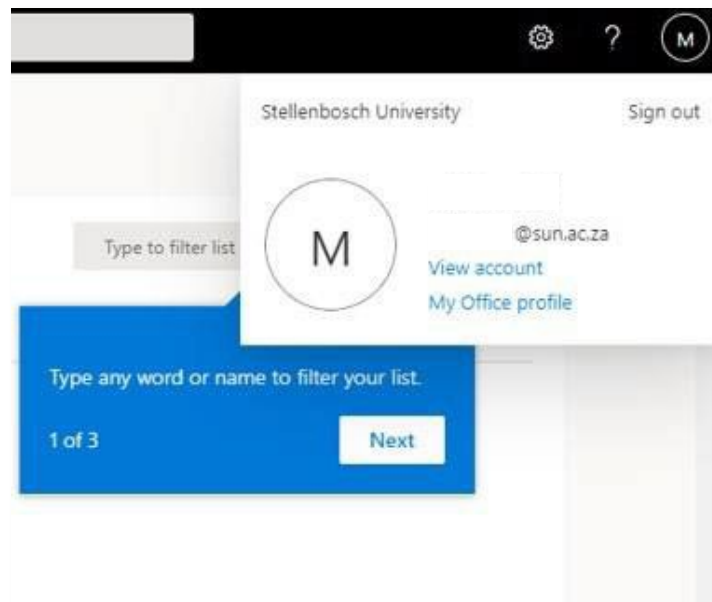 ?
M
Stellenbosch University Sign out
M
@sun.ac.za
View account
My Office profile
Type to filter list
Type any word or name to filter your list.
1 of 3 Next